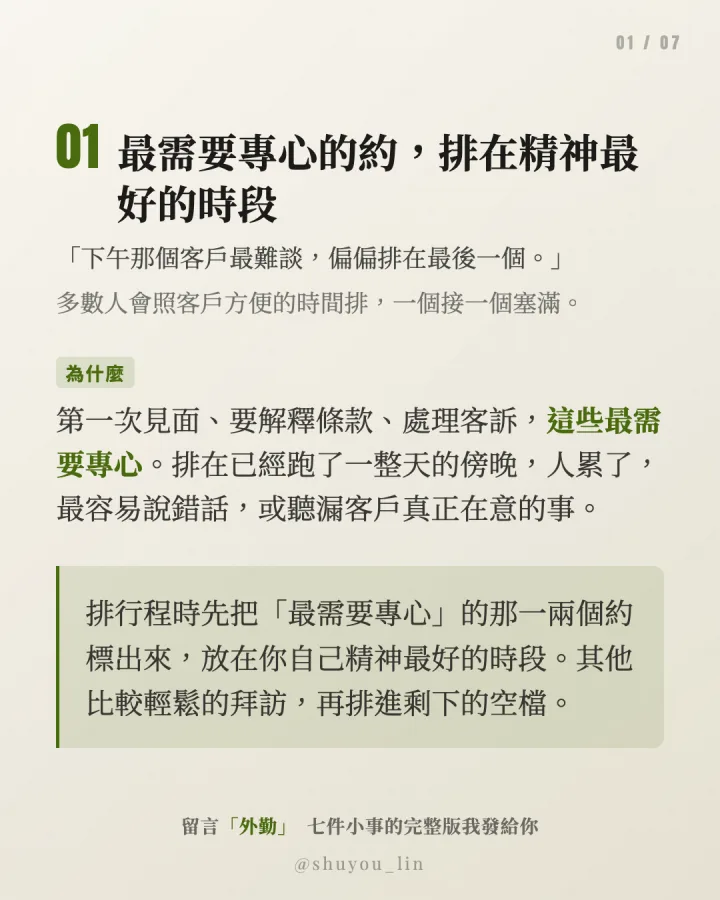 01 / 07
01 最需要專心的約，排在精神最
好的時段
「下午那個客戶最難談，偏偏排在最後一個。」
多數人會照客戶方便的時間排，一個接一個塞滿。
為什麼
第一次見面、要解釋條款、處理客訴，這些最需
要專心。排在已經跑了一整天的傍晚，人累了，
最容易說錯話，或聽漏客戶真正在意的事。
排行程時先把「最需要專心」的那一兩個約
標出來，放在你自己精神最好的時段。其他
比較輕鬆的拜訪，再排進剩下的空檔。
留言「外勤」 七件小事的完整版我發給你
@shuyou_lin